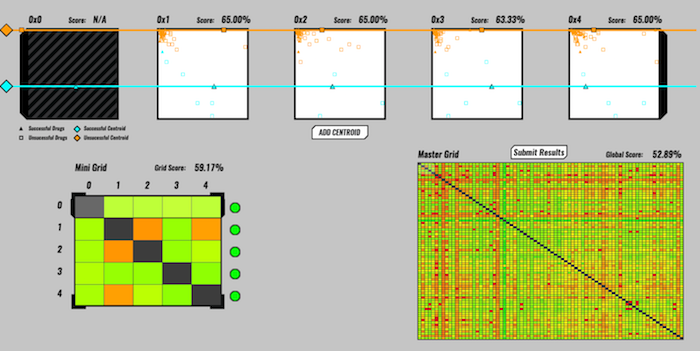 0x0 Score: N/A
0x1 Score: 65.00%
0x2 Score: 65.00%
0x3 Score: 63.33%
0x4 Score: 65.00%
Successful Drugs Successful Centroid
Unsuccessful Drugs Unsuccessful Centroid
ADD CENTROID
Mini Grid Grid Score: 59.17%
0 1 2 3 4
0
1
2
3
4
Submit Results
Master Grid Global Score: 52.89%